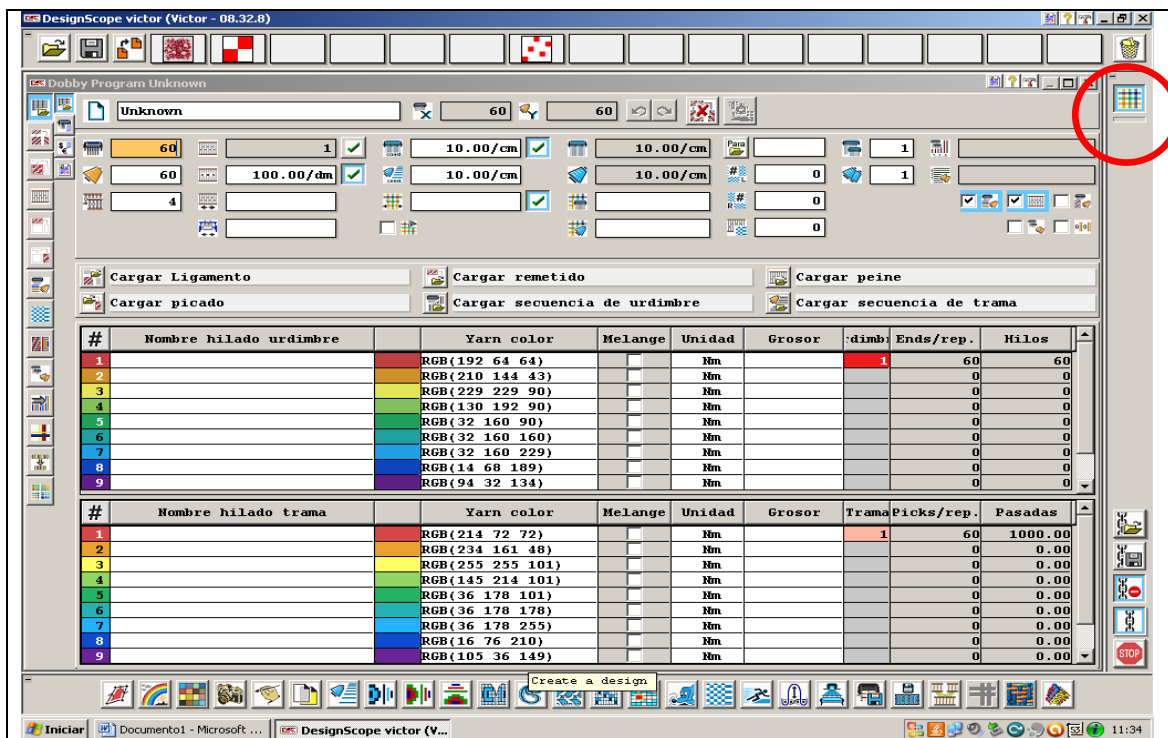 DesignScope victor (Victor - 08.32.8)
Dobby Program Unknown
Unknown 60 60
60 1 10.00/cm 10.00/cm Para 1
60 100.00/dm 10.00/cm 10.00/cm 0 1
4 0
0
Cargar Ligamento Cargar remetido Cargar peine
Cargar picado Cargar secuencia de urdimbre Cargar secuencia de trama
# Nombre hilado urdimbre Yarn color Melange Unidad Grosor :dimb Ends/rep. Hilos
1 RGB(192 64 64) Nm 1 60 60
2 RGB(210 144 43) Nm 0 0
3 RGB(229 229 90) Nm 0 0
4 RGB(130 192 90) Nm 0 0
5 RGB(32 160 90) Nm 0 0
6 RGB(32 160 160) Nm 0 0
7 RGB(32 160 229) Nm 0 0
8 RGB(14 68 189) Nm 0 0
9 RGB(94 32 134) Nm 0 0
# Nombre hilado trama Yarn color Melange Unidad Grosor Trama Picks/rep. Pasadas
1 RGB(214 72 72) Nm 1 60 1000.00
2 RGB(234 161 48) Nm 0 0.00
3 RGB(255 255 101) Nm 0 0.00
4 RGB(145 214 101) Nm 0 0.00
5 RGB(36 178 101) Nm 0 0.00
6 RGB(36 178 178) Nm 0 0.00
7 RGB(36 178 255) Nm 0 0.00
8 RGB(16 76 210) Nm 0 0.00
9 RGB(105 36 149) Nm 0 0.00
STOP
Create a design
Iniciar Documento1 - Microsoft ... DesignScope victor (V... 11:34